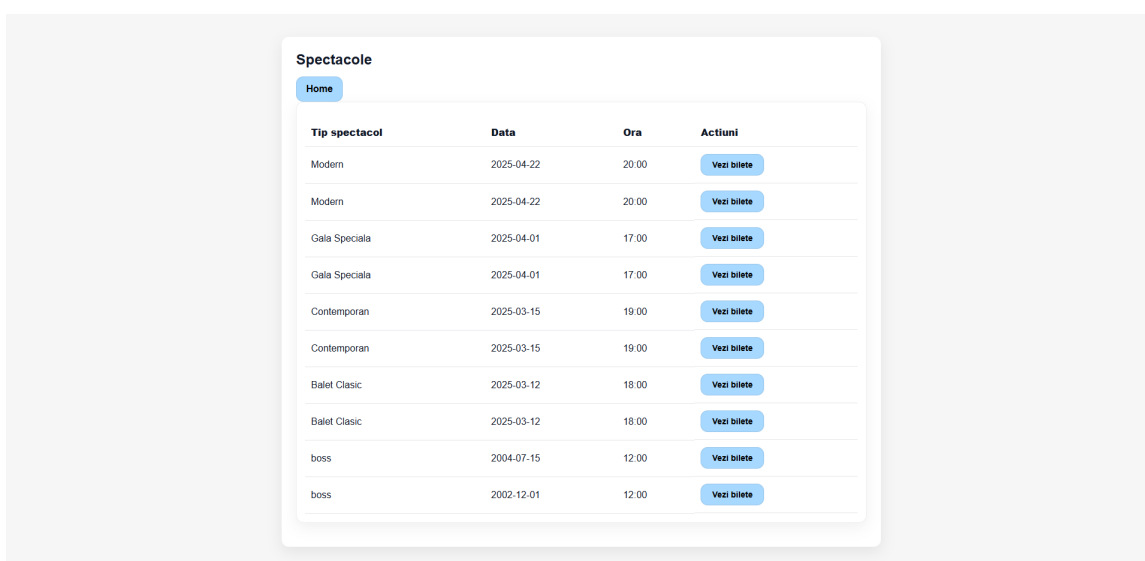 Spectacole
Home
Tip spectacol Data Ora Actiuni
Modern 2025-04-22 20:00 Vezi bilete
Modern 2025-04-22 20:00 Vezi bilete
Gala Speciala 2025-04-01 17:00 Vezi bilete
Gala Speciala 2025-04-01 17:00 Vezi bilete
Contemporan 2025-03-15 19:00 Vezi bilete
Contemporan 2025-03-15 19:00 Vezi bilete
Balet Clasic 2025-03-12 18:00 Vezi bilete
Balet Clasic 2025-03-12 18:00 Vezi bilete
boss 2004-07-15 12:00 Vezi bilete
boss 2002-12-01 12:00 Vezi bilete